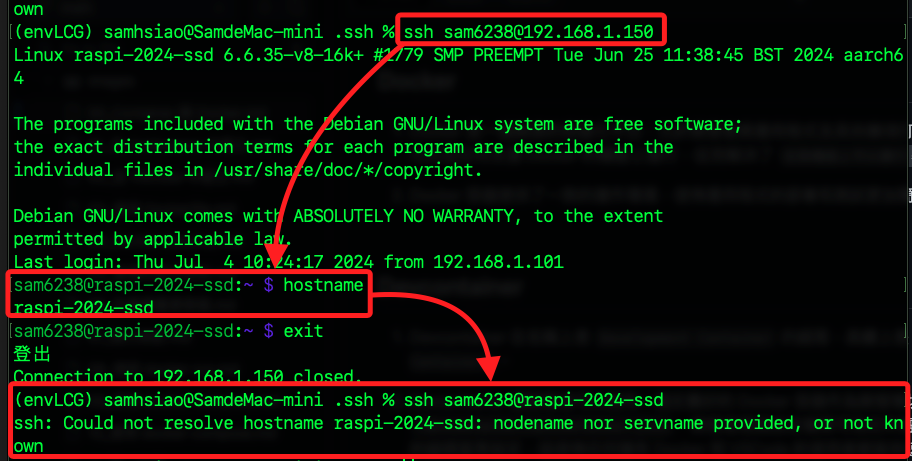 own
(envLCG) samhsiao@SamdeMac-mini .ssh % ssh sam6238@192.168.1.150
Linux raspi-2024-ssd 6.6.35-v8-16k+ #1779 SMP PREEMPT Tue Jun 25 11:38:45 BST 2024 aarch6
4
The programs included with the Debian GNU/Linux system are free software;
the exact distribution terms for each program are described in the
individual files in /usr/share/doc/*/copyright.
Debian GNU/Linux comes with ABSOLUTELY NO WARRANTY, to the extent
permitted by applicable law.
Last login: Thu Jul  4 10:24:17 2024 from 192.168.1.101
[sam6238@raspi-2024-ssd:~ $ hostname
raspi-2024-ssd
[sam6238@raspi-2024-ssd:~ $ exit
登出
Connection to 192.168.1.150 closed.
(envLCG) samhsiao@SamdeMac-mini .ssh % ssh sam6238@raspi-2024-ssd
ssh: Could not resolve hostname raspi-2024-ssd: nodename nor servname provided, or not kn
own